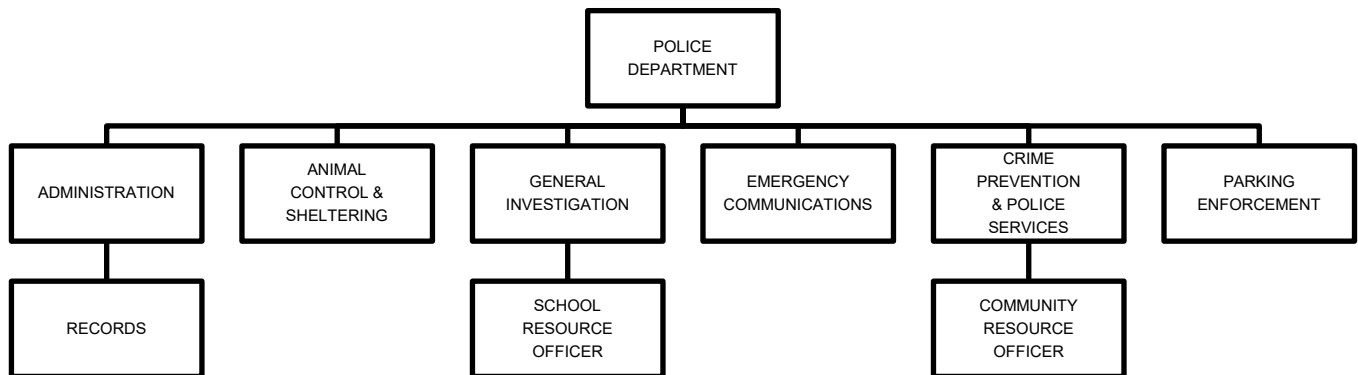 POLICE
DEPARTMENT
ADMINISTRATION
ANIMAL
CONTROL &
SHELTERING
GENERAL
INVESTIGATION
EMERGENCY
COMMUNICATIONS
CRIME
PREVENTION
& POLICE
SERVICES
PARKING
ENFORCEMENT
RECORDS
SCHOOL
RESOURCE
OFFICER
COMMUNITY
RESOURCE
OFFICER